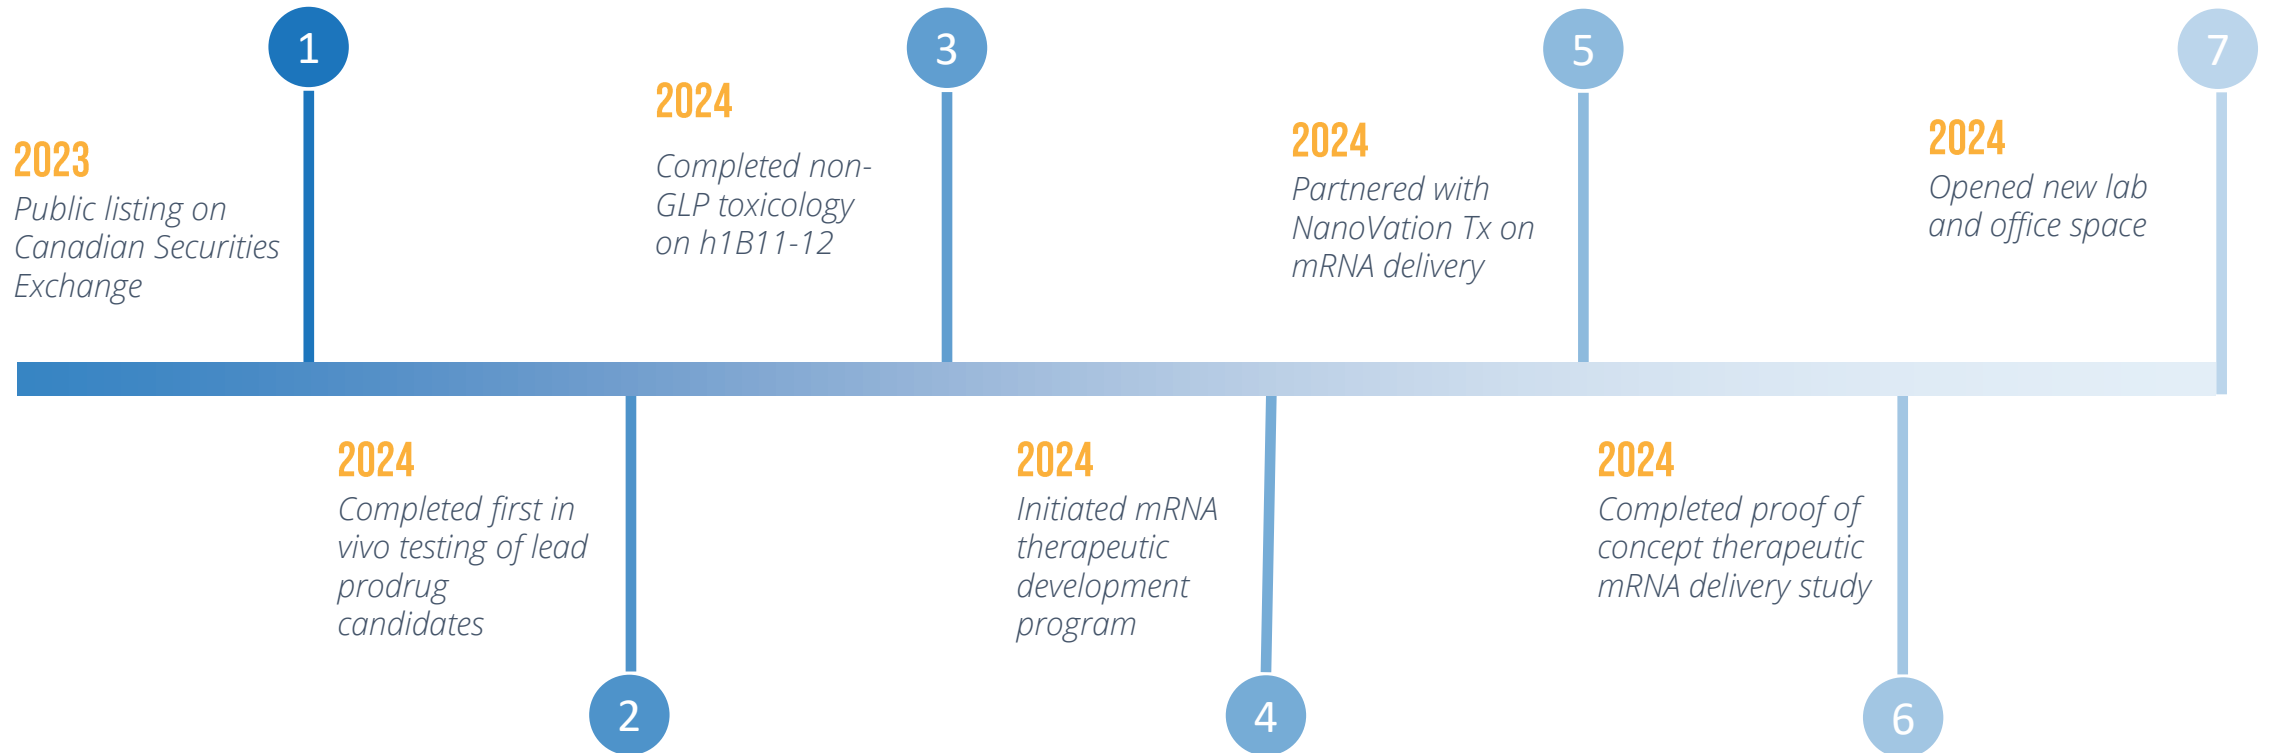 1
2023
Public listing on
Canadian Securities
Exchange
2024
Completed first in
vivo testing of lead
prodrug
candidates
2
3
2024
Completed non-
GLP toxicology
on h1B11-12
2024
Initiated mRNA
therapeutic
development
program
4
5
2024
Partnered with
NanoVation Tx on
mRNA delivery
2024
Completed proof of
concept therapeutic
mRNA delivery study
6
7
2024
Opened new lab
and office space